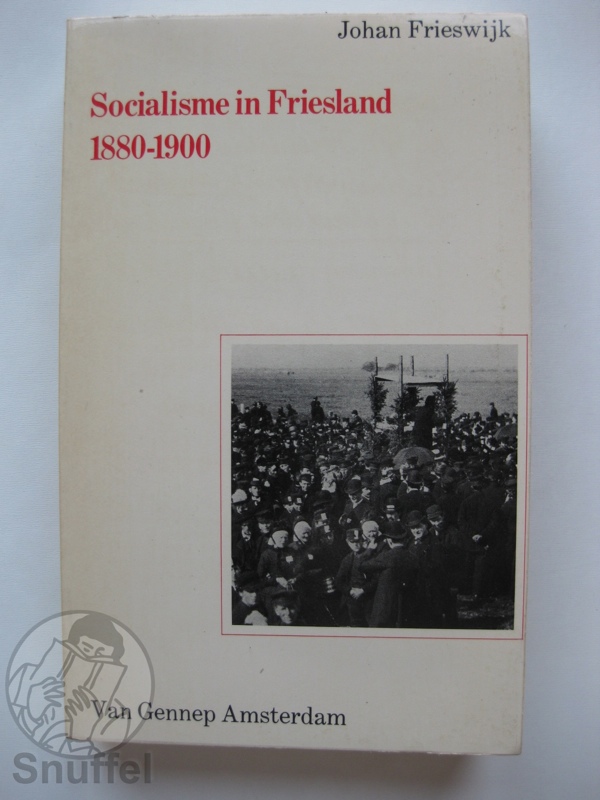 Johan Frieswijk
Socialisme in Friesland
1880-1900
Van Gennep Amsterdam
Snuffel